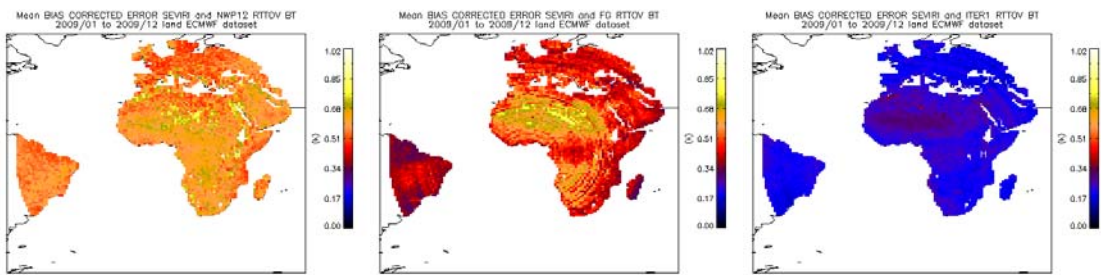 Mean BIAS CORRECTED ERROR SEVIRI and NWP12 RTTOV BT
2009/01 to 2009/12 land ECMWF dataset
1.02
0.85
0.68
0.51
0.34
0.17
0.00
(K)
Mean BIAS CORRECTED ERROR SEVIRI and FG RTTOV BT
2009/01 to 2009/12 land ECMWF dataset
1.02
0.85
0.68
0.51
0.34
0.17
0.00
(K)
Mean BIAS CORRECTED ERROR SEVIRI and ITER1 RTTOV BT
2009/01 to 2009/12 land ECMWF dataset
1.02
0.85
0.68
0.51
0.34
0.17
0.00
(K)